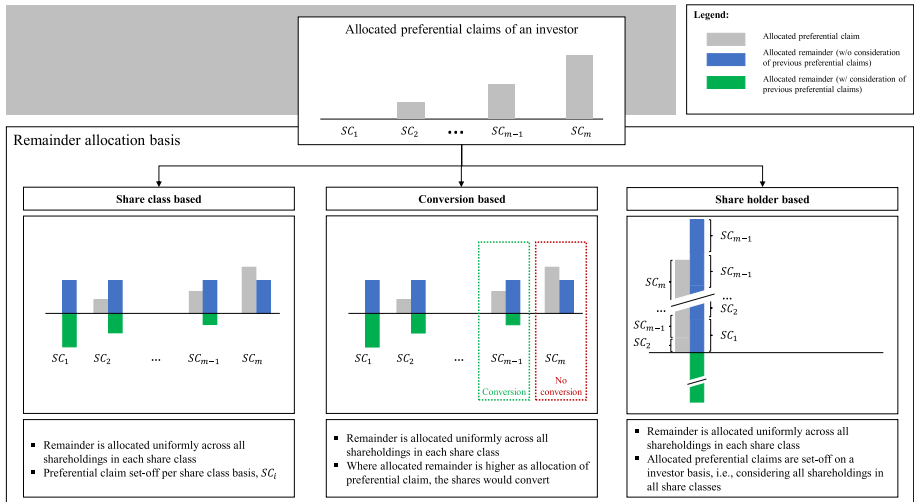 Allocated preferential claims of an investor
SC₁ SC₂ ••• SCₘ₋₁ SCₘ
Legend:
Allocated preferential claim
Allocated remainder (w/o consideration
of previous preferential claims)
Allocated remainder (w/ consideration of
previous preferential claims)
Remainder allocation basis
Share class based
SC₁ SC₂ ... SCₘ₋₁ SCₘ
▪ Remainder is allocated uniformly across all
shareholdings in each share class
▪ Preferential claim set-off per share class basis, SCᵢ
Conversion based
SC₁ SC₂ ... SCₘ₋₁ SCₘ
Conversion
No
conversion
▪ Remainder is allocated uniformly across all
shareholdings in each share class
▪ Where allocated remainder is higher as allocation of
preferential claim, the shares would convert
Share holder based
SCₘ₋₁
SCₘ₋₁
SCₘ
...
...
SC₂
SCₘ₋₁
SC₁
SC₂
▪ Remainder is allocated uniformly across all
shareholdings in each share class
▪ Allocated preferential claims are set-off on a
investor basis, i.e., considering all shareholdings in
all share classes